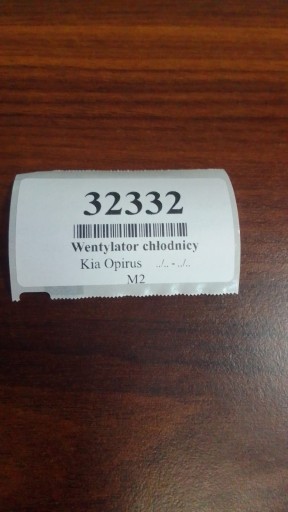 32332
Wentylator chłodnicy
Kia Opirus ../.. - ../..
M2